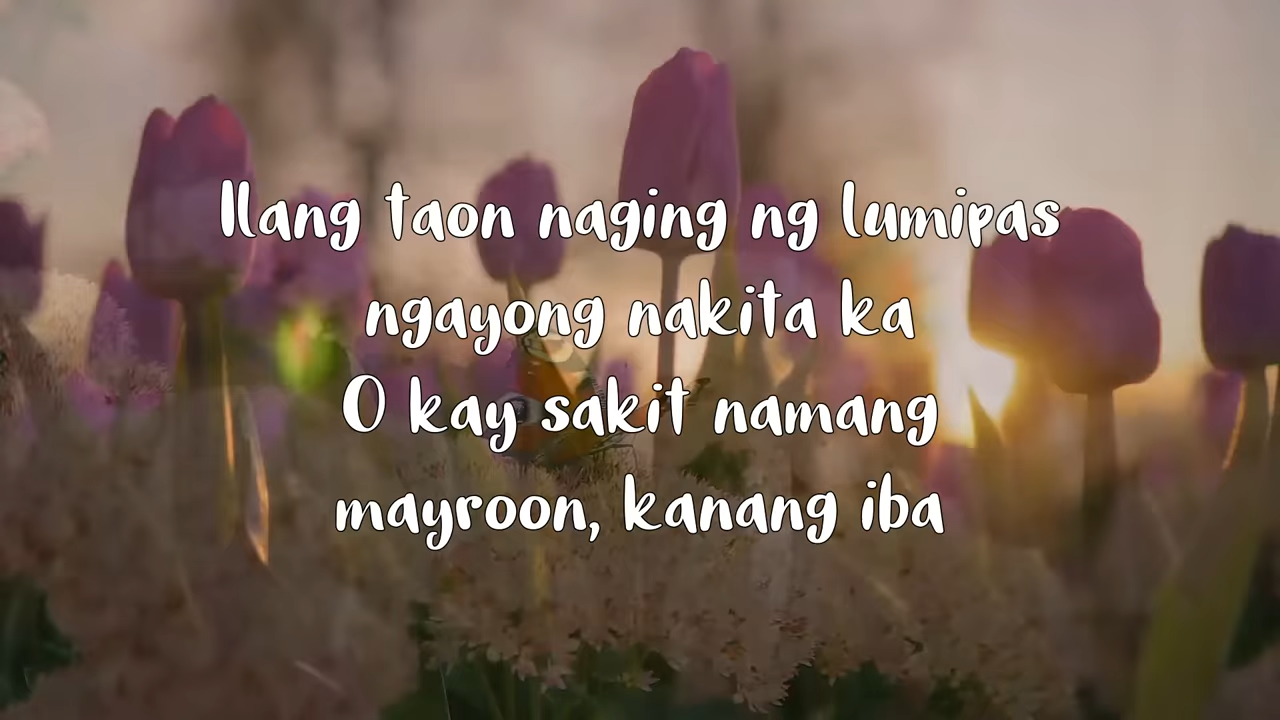 Ilang taon naging ng lumipas
ngayong nakita ka
O kay sakit namang
mayroon, kanang iba